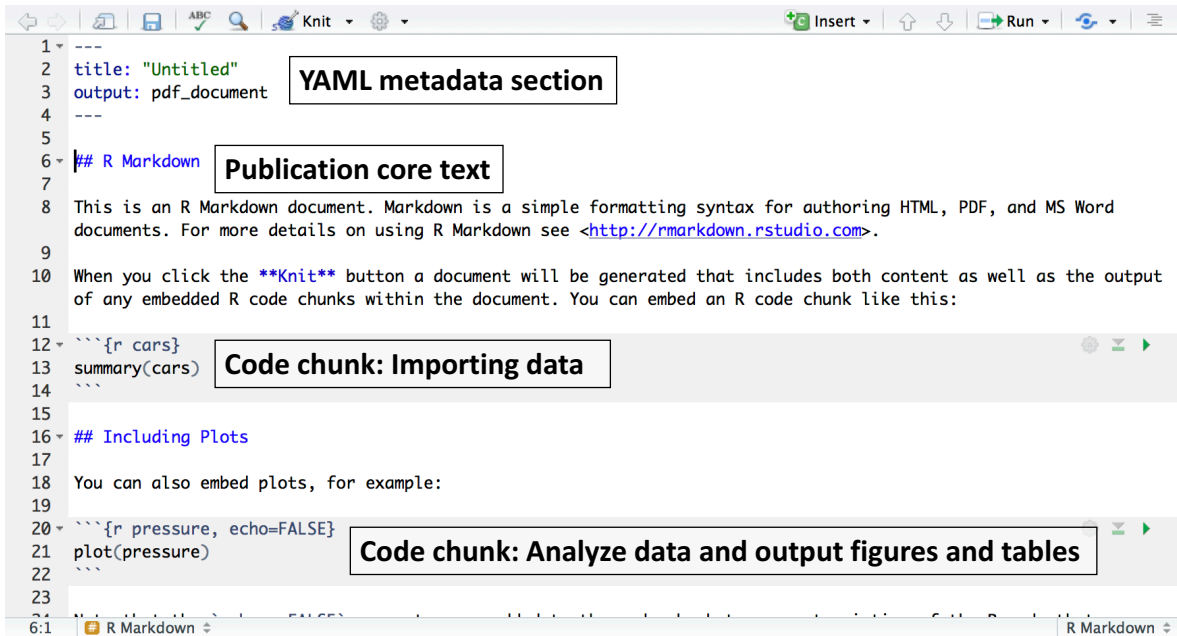 ABC Knit Insert Run
1 ---
2 title: "Untitled"
YAML metadata section
3 output: pdf_document
4 ---
5
6 ## R Markdown
Publication core text
7
8 This is an R Markdown document. Markdown is a simple formatting syntax for authoring HTML, PDF, and MS Word
documents. For more details on using R Markdown see <http://rmarkdown.rstudio.com>.
9
10 When you click the **Knit** button a document will be generated that includes both content as well as the output
of any embedded R code chunks within the document. You can embed an R code chunk like this:
11
12 ```{r cars}
Code chunk: Importing data
13 summary(cars)
14 ```
15
16 ## Including Plots
17
18 You can also embed plots, for example:
19
20 ```{r pressure, echo=FALSE}
Code chunk: Analyze data and output figures and tables
21 plot(pressure)
22 ```
23
6:1 # R Markdown R Markdown